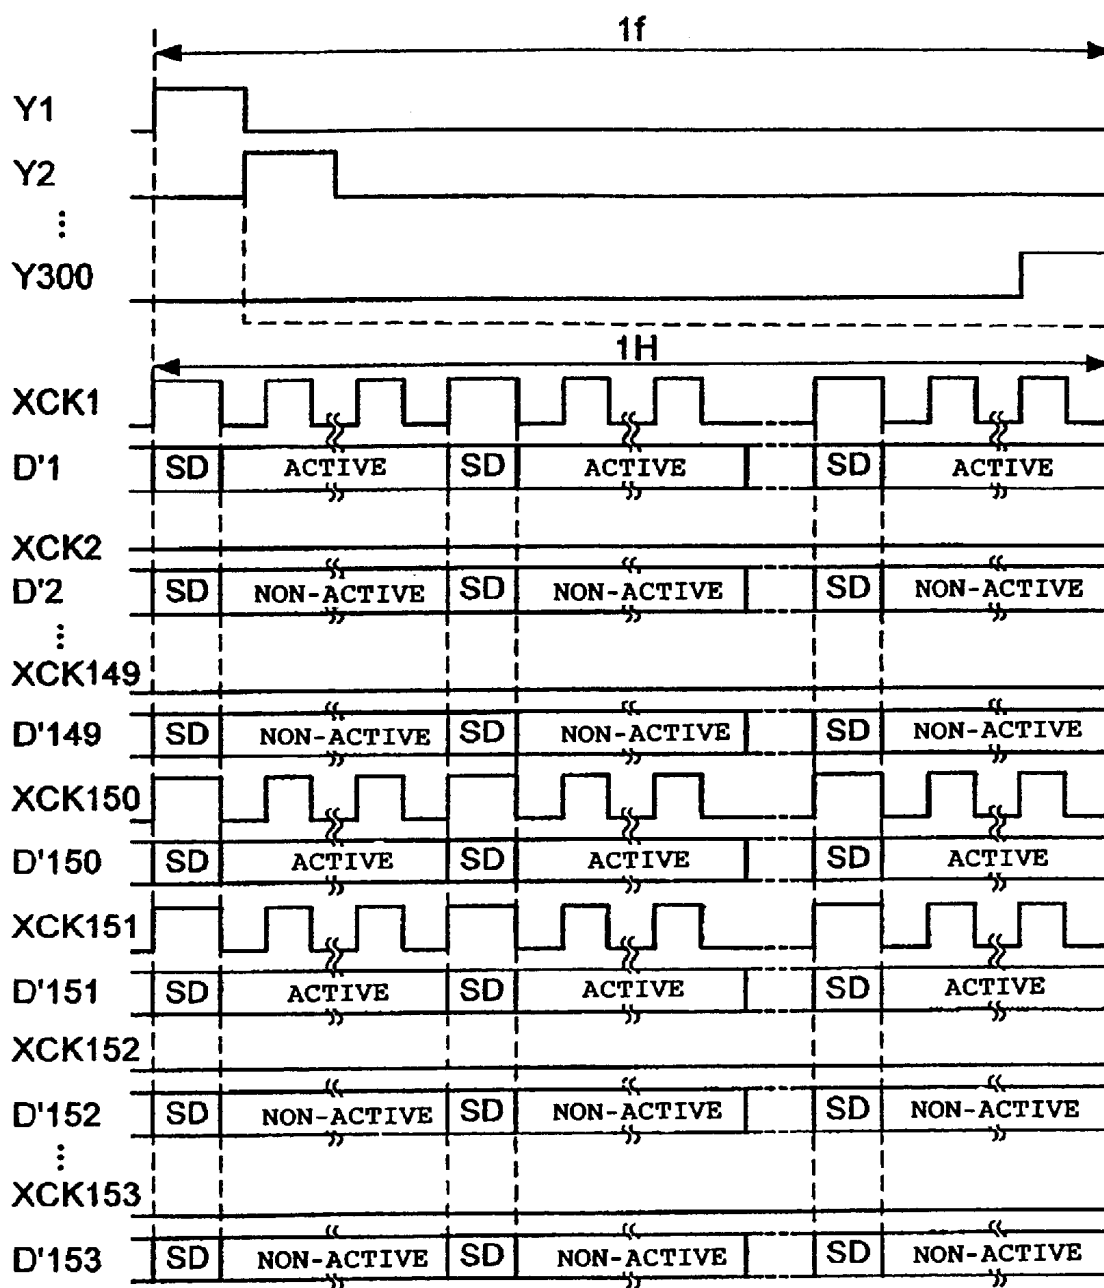 1f
Y1
Y2
⋮
Y300
1H
XCK1
D'1 SD ACTIVE SD ACTIVE SD ACTIVE
XCK2
D'2 SD NON-ACTIVE SD NON-ACTIVE SD NON-ACTIVE
⋮
XCK149
D'149 SD NON-ACTIVE SD NON-ACTIVE SD NON-ACTIVE
XCK150
D'150 SD ACTIVE SD ACTIVE SD ACTIVE
XCK151
D'151 SD ACTIVE SD ACTIVE SD ACTIVE
XCK152
D'152 SD NON-ACTIVE SD NON-ACTIVE SD NON-ACTIVE
⋮
XCK153
D'153 SD NON-ACTIVE SD NON-ACTIVE SD NON-ACTIVE